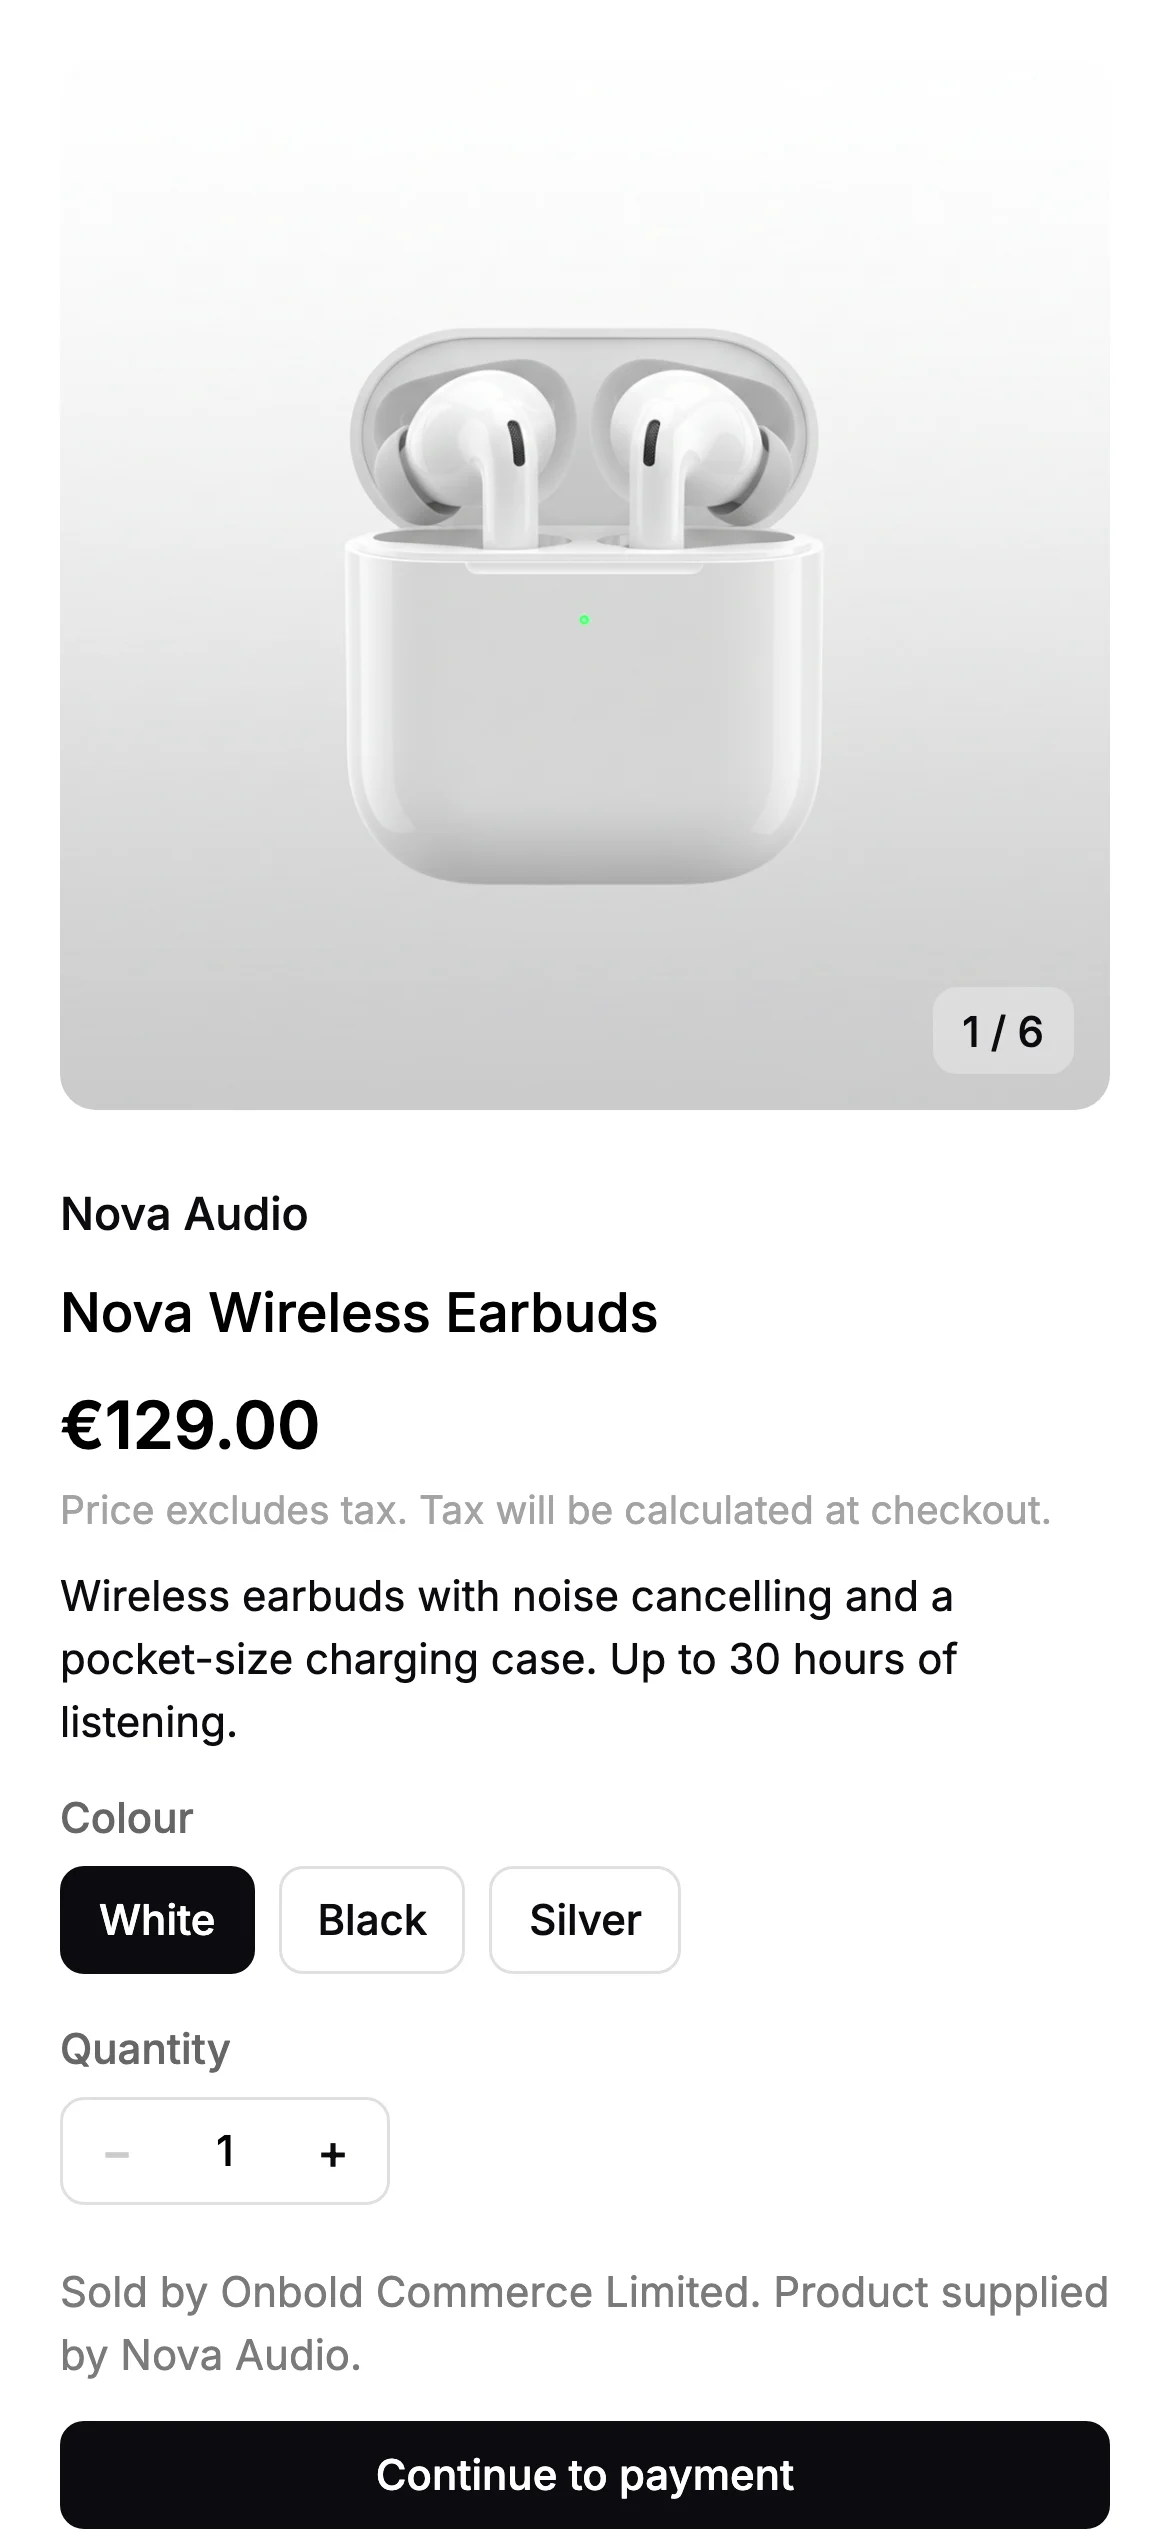 1 / 6
Nova Audio
Nova Wireless Earbuds
€129.00
Price excludes tax. Tax will be calculated at checkout.
Wireless earbuds with noise cancelling and a
pocket-size charging case. Up to 30 hours of
listening.
Colour
White Black Silver
Quantity
− 1 +
Sold by Onbold Commerce Limited. Product supplied
by Nova Audio.
Continue to payment